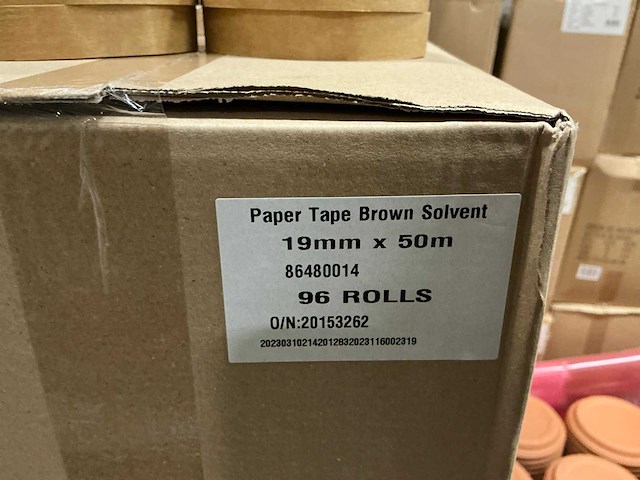 Paper Tape Brown Solvent
19mm x 50m
86480014
96 ROLLS
O/N:20153262
202303102142012832023116002319